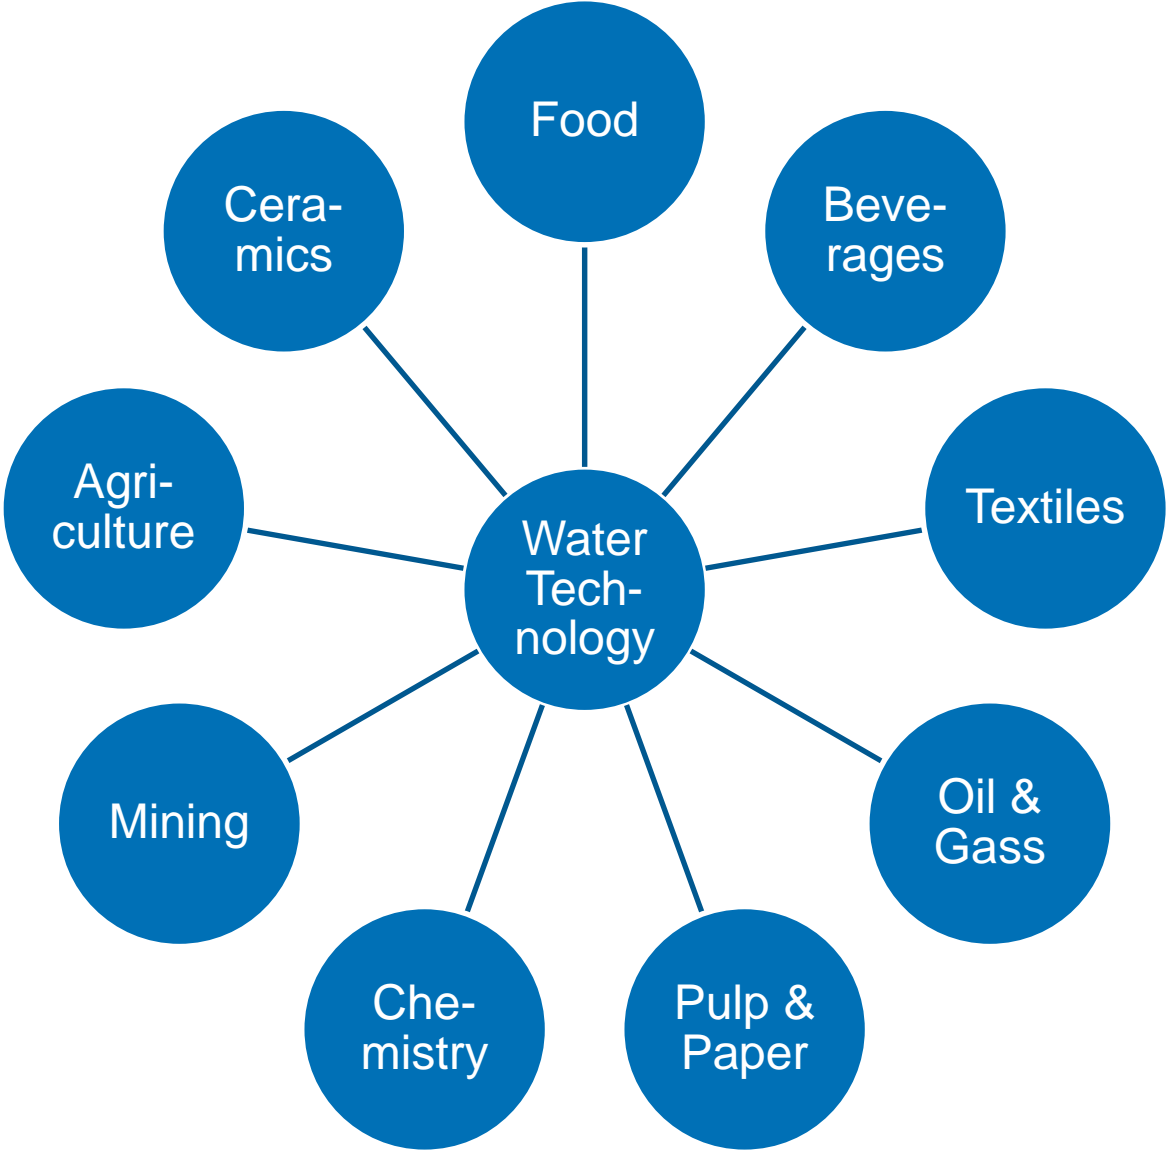 Food
Cera-
mics
Beve-
rages
Agri-
culture
Textiles
Water
Tech-
nology
Mining
Oil &
Gass
Che-
mistry
Pulp &
Paper